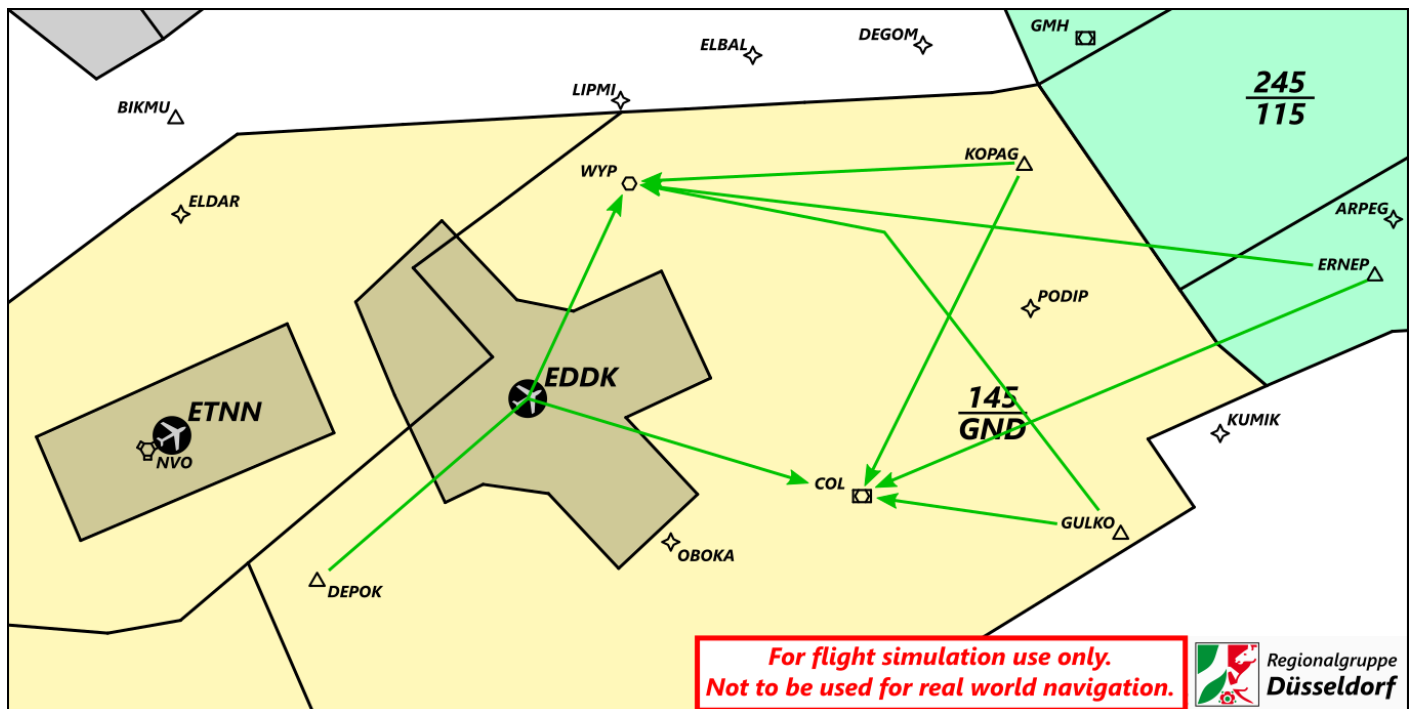 GMH
DEGOM
ELBAL
245
115
LIPMI
BIKMU
KOPAG
WYP
ELDAR
ARPEG
ERNEP
PODIP
EDDK
145
GND
ETNN
NVO
KUMIK
COL
GULKO
OBOKA
DEPOK
For flight simulation use only.
Not to be used for real world navigation.
Regionalgruppe
Düsseldorf